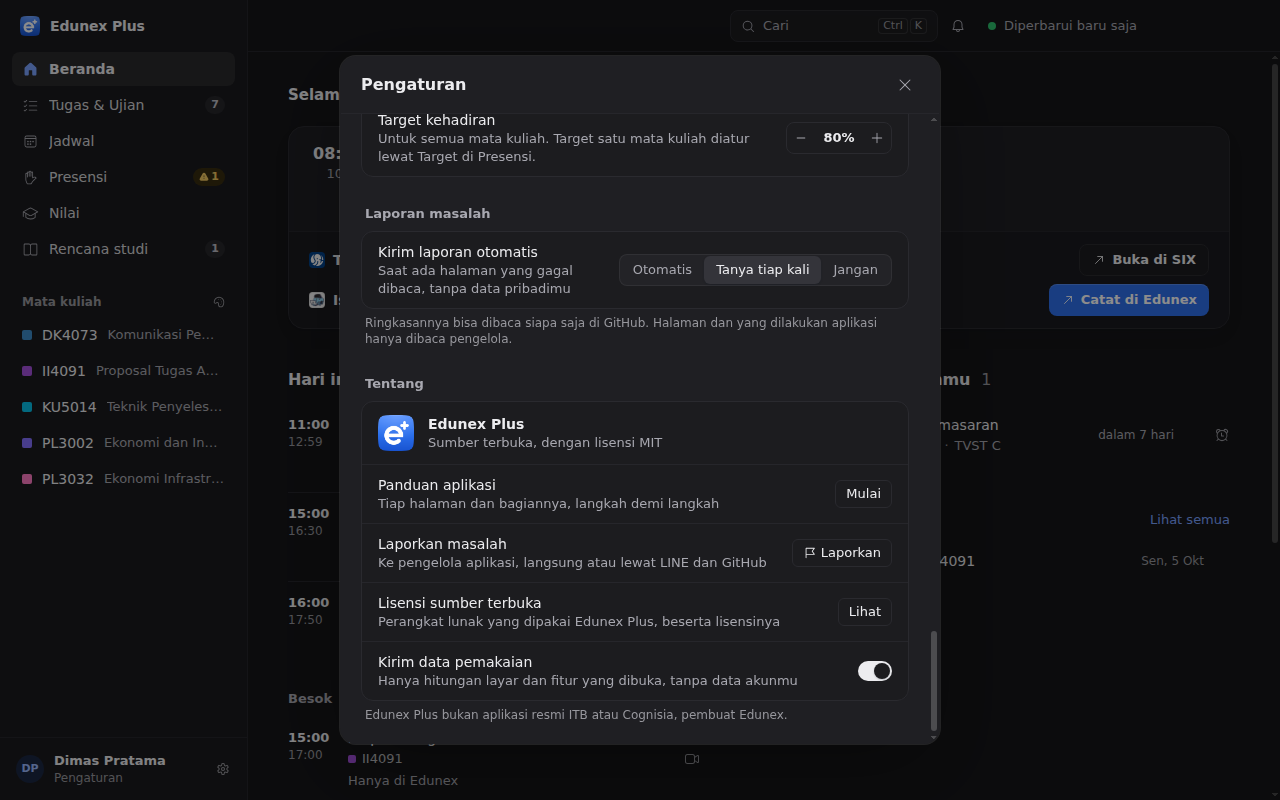 Edunex Plus
Cari
Ctrl K
Diperbarui baru saja
Beranda
Tugas & Ujian 7
Jadwal
Presensi 1
Nilai
Rencana studi 1
Mata kuliah
DK4073 Komunikasi Pe...
II4091 Proposal Tugas A...
KU5014 Teknik Penyeles...
PL3002 Ekonomi dan In...
PL3032 Ekonomi Infrastr...
Dimas Pratama
Pengaturan
DP
Pengaturan
Target kehadiran
Untuk semua mata kuliah. Target satu mata kuliah diatur
lewat Target di Presensi.
− 80% +
Laporan masalah
Kirim laporan otomatis
Saat ada halaman yang gagal
dibaca, tanpa data pribadimu
Otomatis Tanya tiap kali Jangan
Ringkasannya bisa dibaca siapa saja di GitHub. Halaman dan yang dilakukan aplikasi
hanya dibaca pengelola.
Tentang
Edunex Plus
Sumber terbuka, dengan lisensi MIT
Panduan aplikasi
Tiap halaman dan bagiannya, langkah demi langkah
Mulai
Laporkan masalah
Ke pengelola aplikasi, langsung atau lewat LINE dan GitHub
Laporkan
Lisensi sumber terbuka
Perangkat lunak yang dipakai Edunex Plus, beserta lisensinya
Lihat
Kirim data pemakaian
Hanya hitungan layar dan fitur yang dibuka, tanpa data akunmu
Edunex Plus bukan aplikasi resmi ITB atau Cognisia, pembuat Edunex.
Buka di SIX
Catat di Edunex
1
11:00
12:59
dalam 7 hari
· TVST C
15:00
16:30
Lihat semua
Sen, 5 Okt
16:00
17:50
Besok
15:00
17:00
II4091
Hanya di Edunex